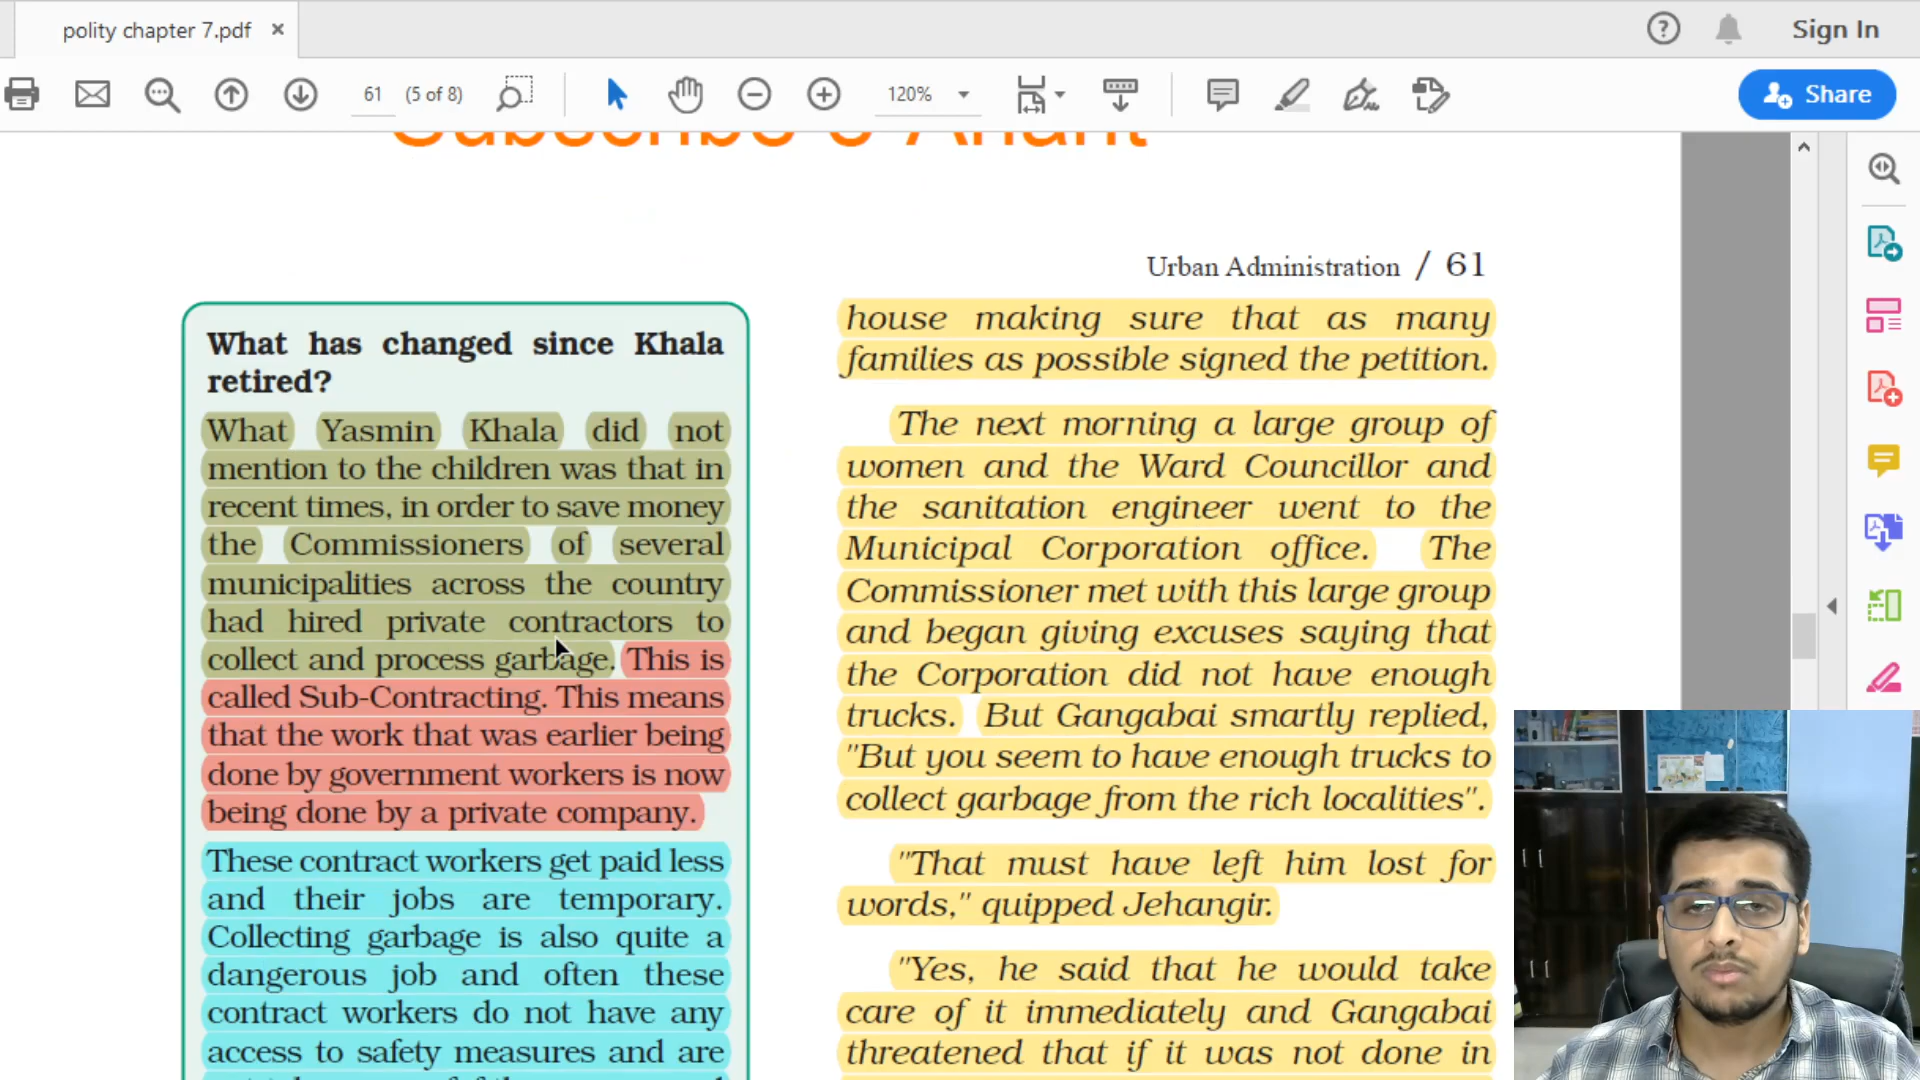 polity chapter 7.pdf
Sign In
61 (5 of 8)
120%
Share
Subscribe
Urban Administration / 61
What has changed since Khala
retired?
What Yasmin Khala did not
mention to the children was that in
recent times, in order to save money
the Commissioners of several
municipalities across the country
had hired private contractors to
collect and process garbage. This is
called Sub-Contracting. This means
that the work that was earlier being
done by government workers is now
being done by a private company.
These contract workers get paid less
and their jobs are temporary.
Collecting garbage is also quite a
dangerous job and often these
contract workers do not have any
access to safety measures and are
house making sure that as many
families as possible signed the petition.
The next morning a large group of
women and the Ward Councillor and
the sanitation engineer went to the
Municipal Corporation office. The
Commissioner met with this large group
and began giving excuses saying that
the Corporation did not have enough
trucks. But Gangabai smartly replied,
"But you seem to have enough trucks to
collect garbage from the rich localities".
"That must have left him lost for
words," quipped Jehangir.
"Yes, he said that he would take
care of it immediately and Gangabai
threatened that if it was not done in